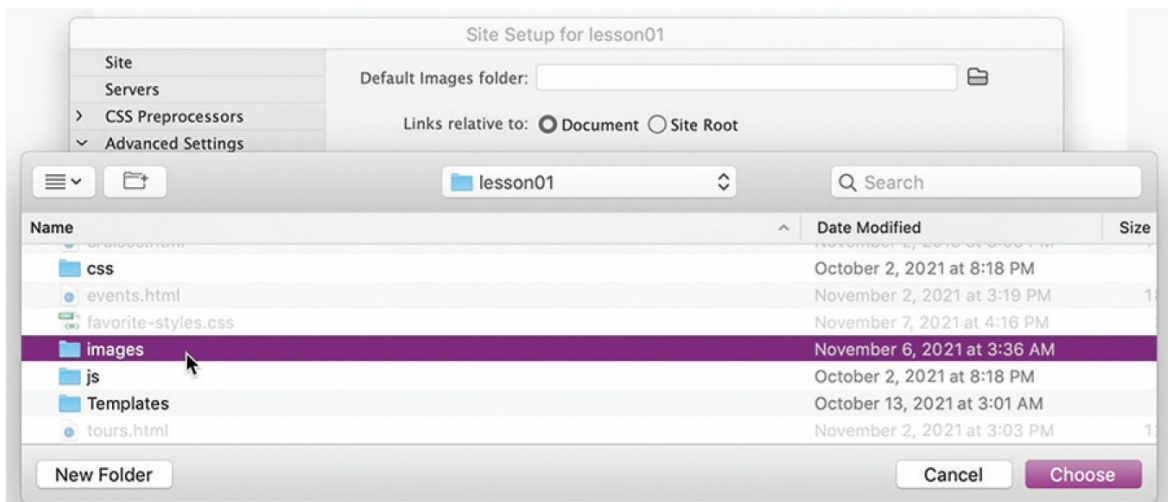 Site Setup for lesson01
Site
Servers
CSS Preprocessors
Advanced Settings
Default Images folder:
Links relative to: Document Site Root
lesson01
Search
Name Date Modified Size
css October 2, 2021 at 8:18 PM
events.html November 2, 2021 at 3:19 PM
favorite-styles.css November 7, 2021 at 4:16 PM
images November 6, 2021 at 3:36 AM
js October 2, 2021 at 8:18 PM
Templates October 13, 2021 at 3:01 AM
tours.html November 2, 2021 at 3:03 PM
New Folder Cancel Choose